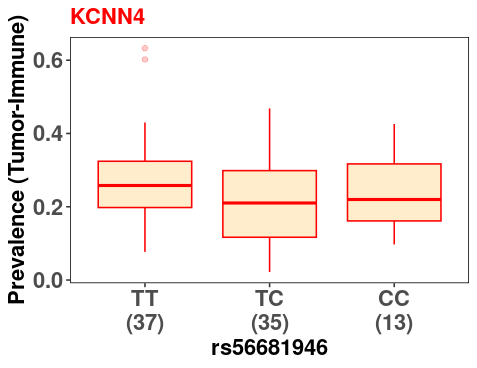 KCNN4
Prevalence (Tumor-Immune)
0.6
0.4
0.2
0.0
TT TC CC
(37) (35) (13)
rs56681946